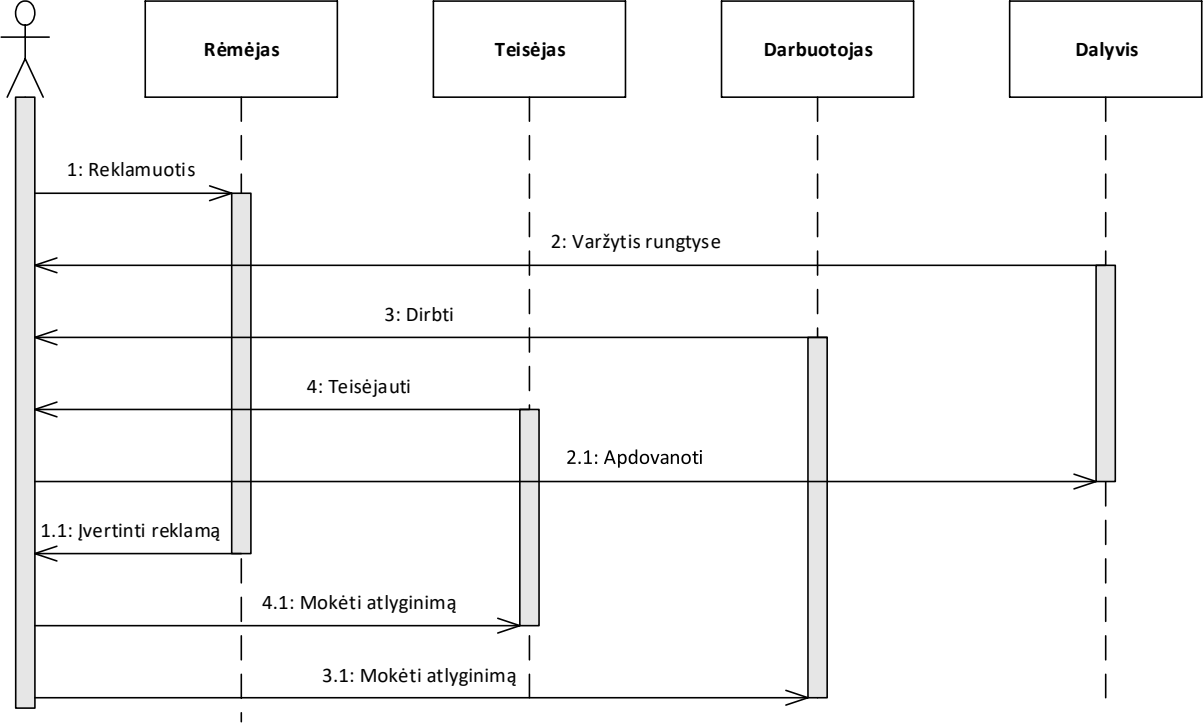 Rėmėjas
Teisėjas
Darbuotojas
Dalyvis
1: Reklamuotis
2: Varžytis rungtyse
3: Dirbti
4: Teisėjauti
2.1: Apdovanoti
1.1: Įvertinti reklamą
4.1: Mokėti atlyginimą
3.1: Mokėti atlyginimą